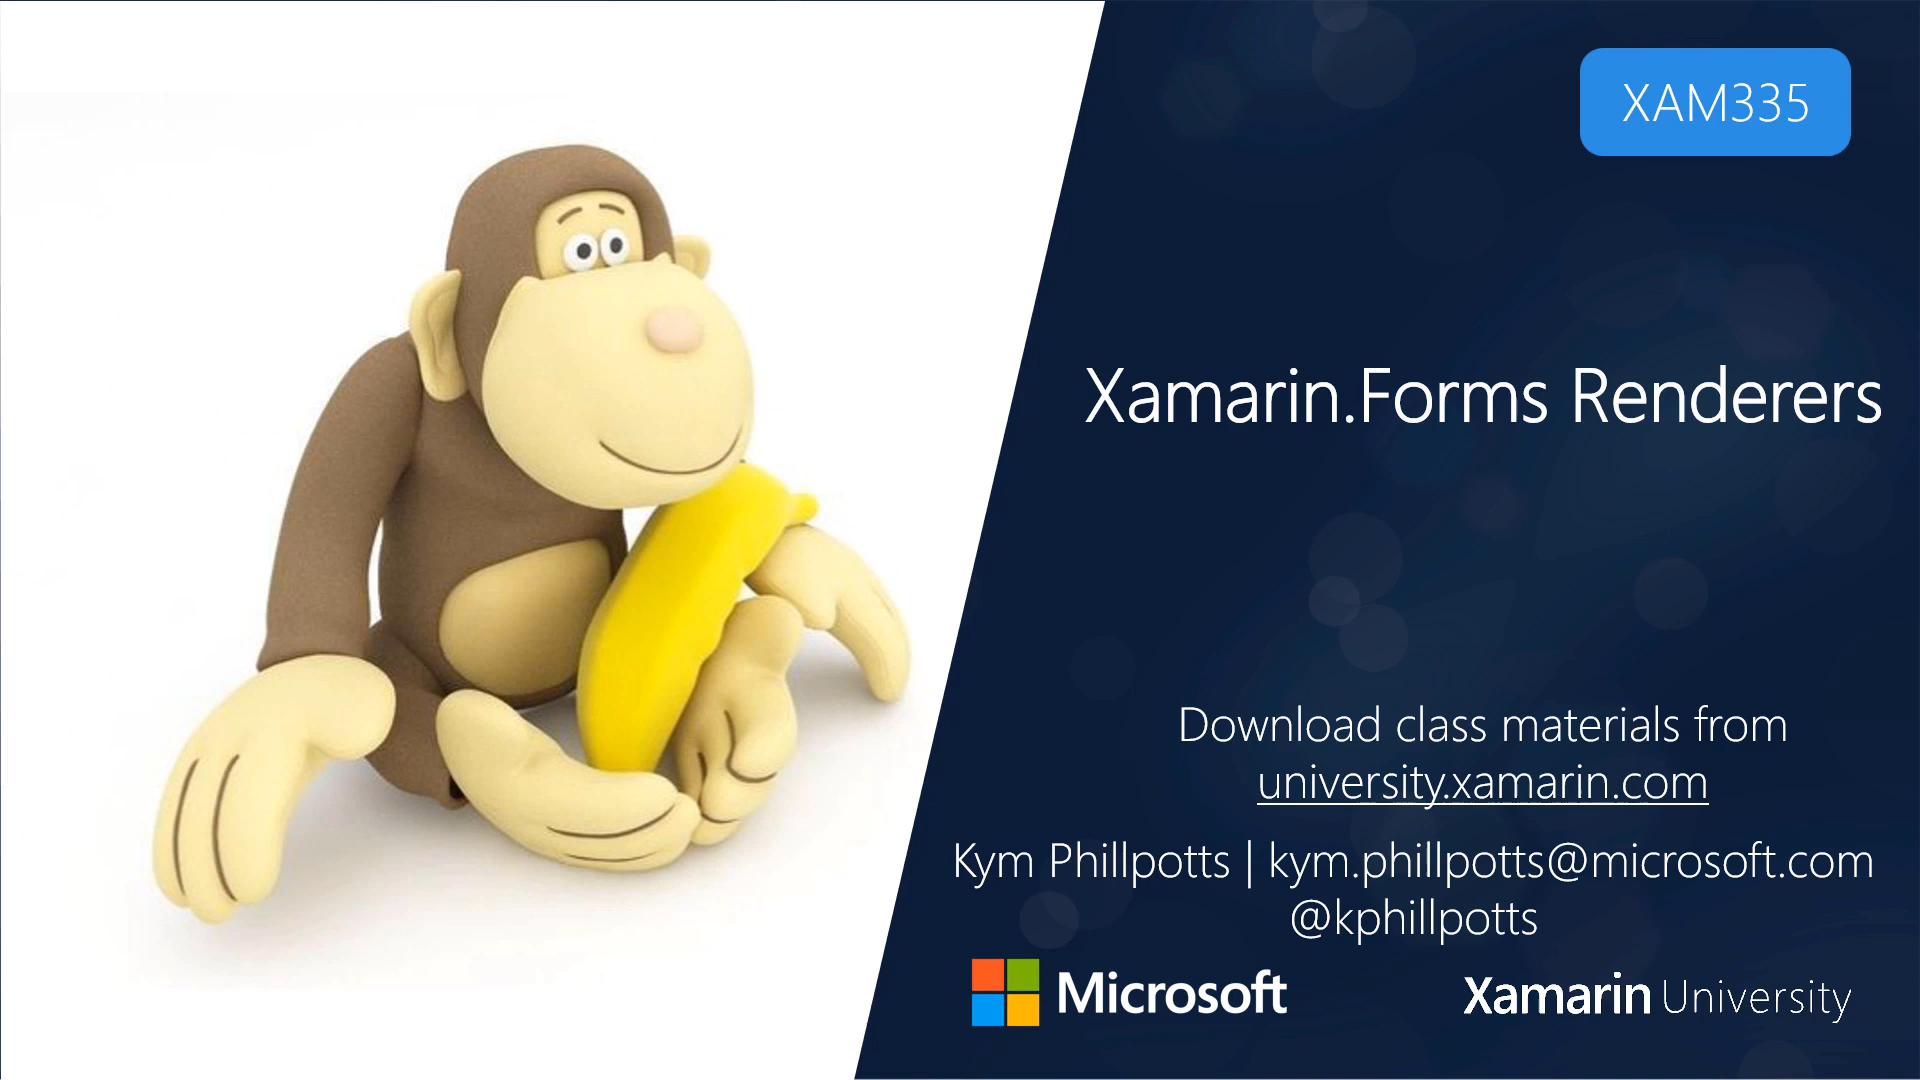 XAM335
Xamarin.Forms Renderers
Download class materials from
university.xamarin.com
Kym Phillpotts | kym.phillpotts@microsoft.com
@kphillpotts
Microsoft
Xamarin University